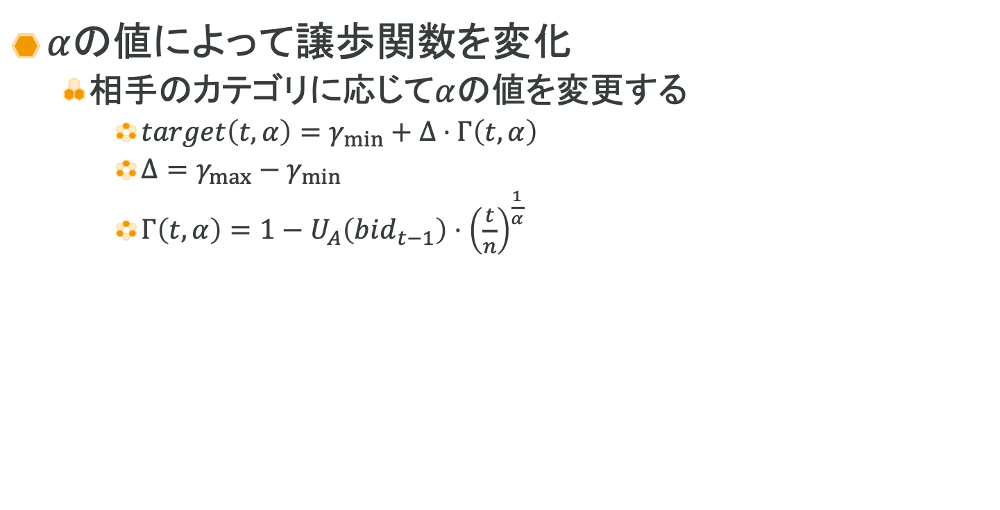 𝛼の値によって譲歩関数を変化
相手のカテゴリに応じて𝛼の値を変更する
𝑡𝑎𝑟𝑔𝑒𝑡(𝑡, 𝛼) = 𝛾_min + Δ · Γ(𝑡, 𝛼)
Δ = 𝛾_max − 𝛾_min
Γ(𝑡, 𝛼) = 1 − 𝑈_𝐴(𝑏𝑖𝑑_{𝑡−1}) · (𝑡/𝑛)^{1/𝛼}